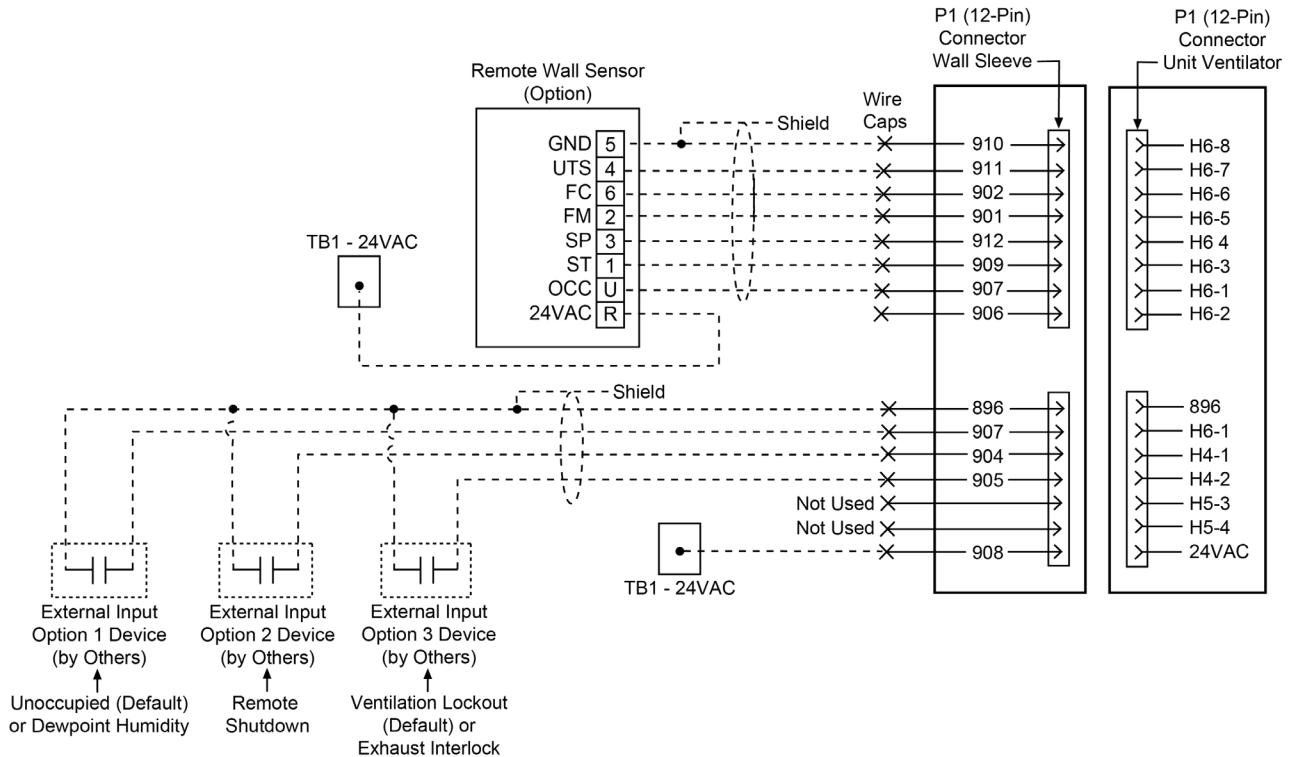 P1 (12-Pin)
Connector
Wall Sleeve
P1 (12-Pin)
Connector
Unit Ventilator
Remote Wall Sensor
(Option)
Wire
Caps
Shield
GND 5
UTS 4
FC 6
FM 2
SP 3
ST 1
OCC U
24VAC R
910
911
902
901
912
909
907
906
H6-8
H6-7
H6-6
H6-5
H6 4
H6-3
H6-1
H6-2
TB1 - 24VAC
Shield
896
907
904
905
Not Used
Not Used
908
896
H6-1
H4-1
H4-2
H5-3
H5-4
24VAC
TB1 - 24VAC
External Input
Option 1 Device
(by Others)
Unoccupied (Default)
or Dewpoint Humidity
External Input
Option 2 Device
(by Others)
Remote
Shutdown
External Input
Option 3 Device
(by Others)
Ventilation Lockout
(Default) or
Exhaust Interlock